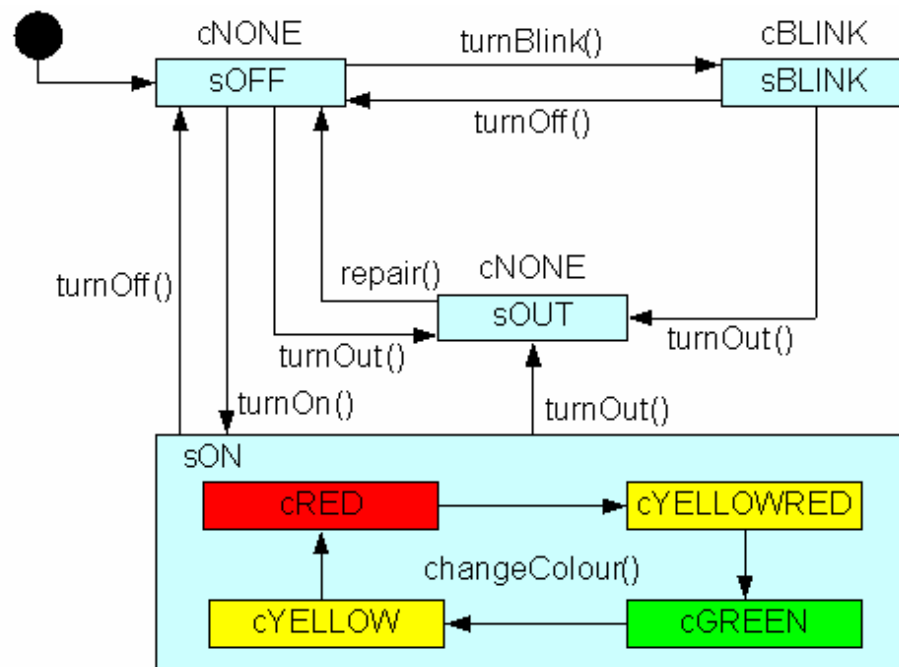 cNONE
turnBlink()
cBLINK
sOFF
sBLINK
turnOff()
turnOff()
repair()
cNONE
sOUT
turnOut()
turnOut()
turnOn()
turnOut()
sON
cRED
cYELLOWRED
changeColour()
cYELLOW
cGREEN